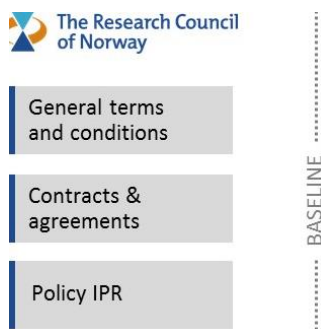 The Research Council
of Norway
General terms
and conditions
Contracts &
agreements
Policy IPR
BASELINE